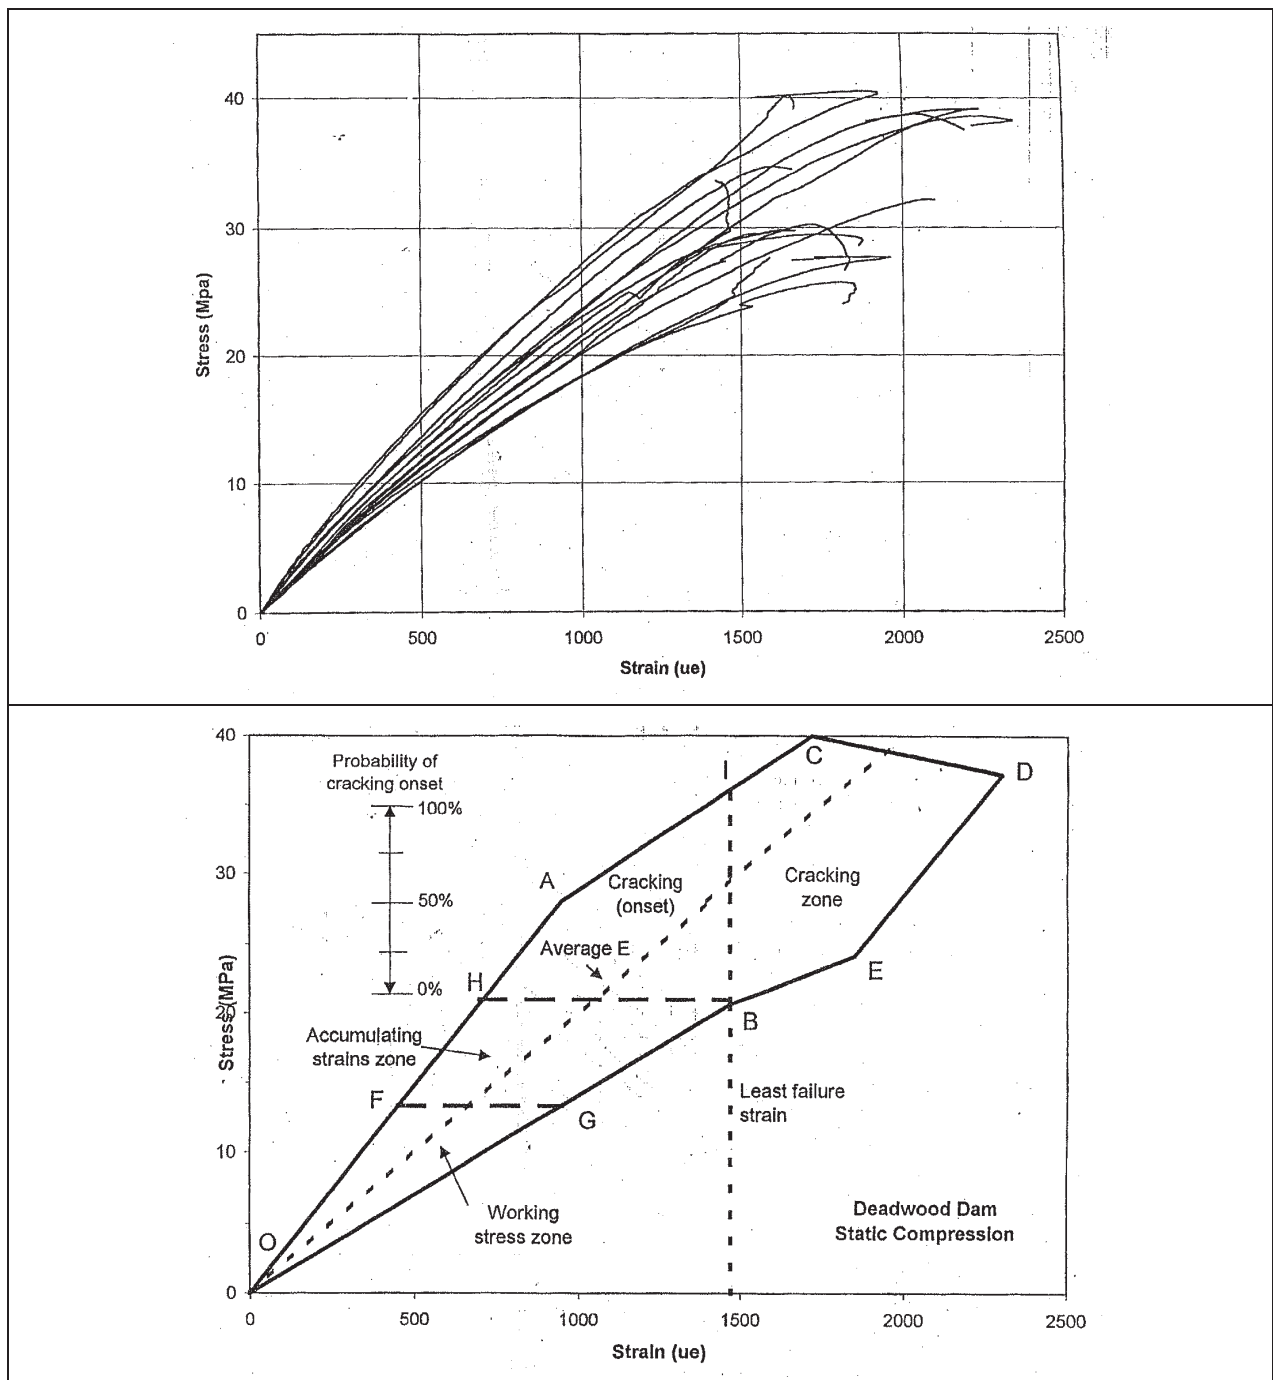 40
30
20
10
0
Stress (Mpa)
0
500
1000
1500
2000
2500
Strain (ue)
40
30
20
10
0
Stress (MPa)
Probability of
cracking onset
100%
50%
0%
I
C
D
A
Cracking
(onset)
Cracking
zone
Average E
E
H
B
Accumulating
strains zone
F
G
Least failure
strain
Working
stress zone
O
Deadwood Dam
Static Compression
0
500
1000
1500
2000
2500
Strain (ue)